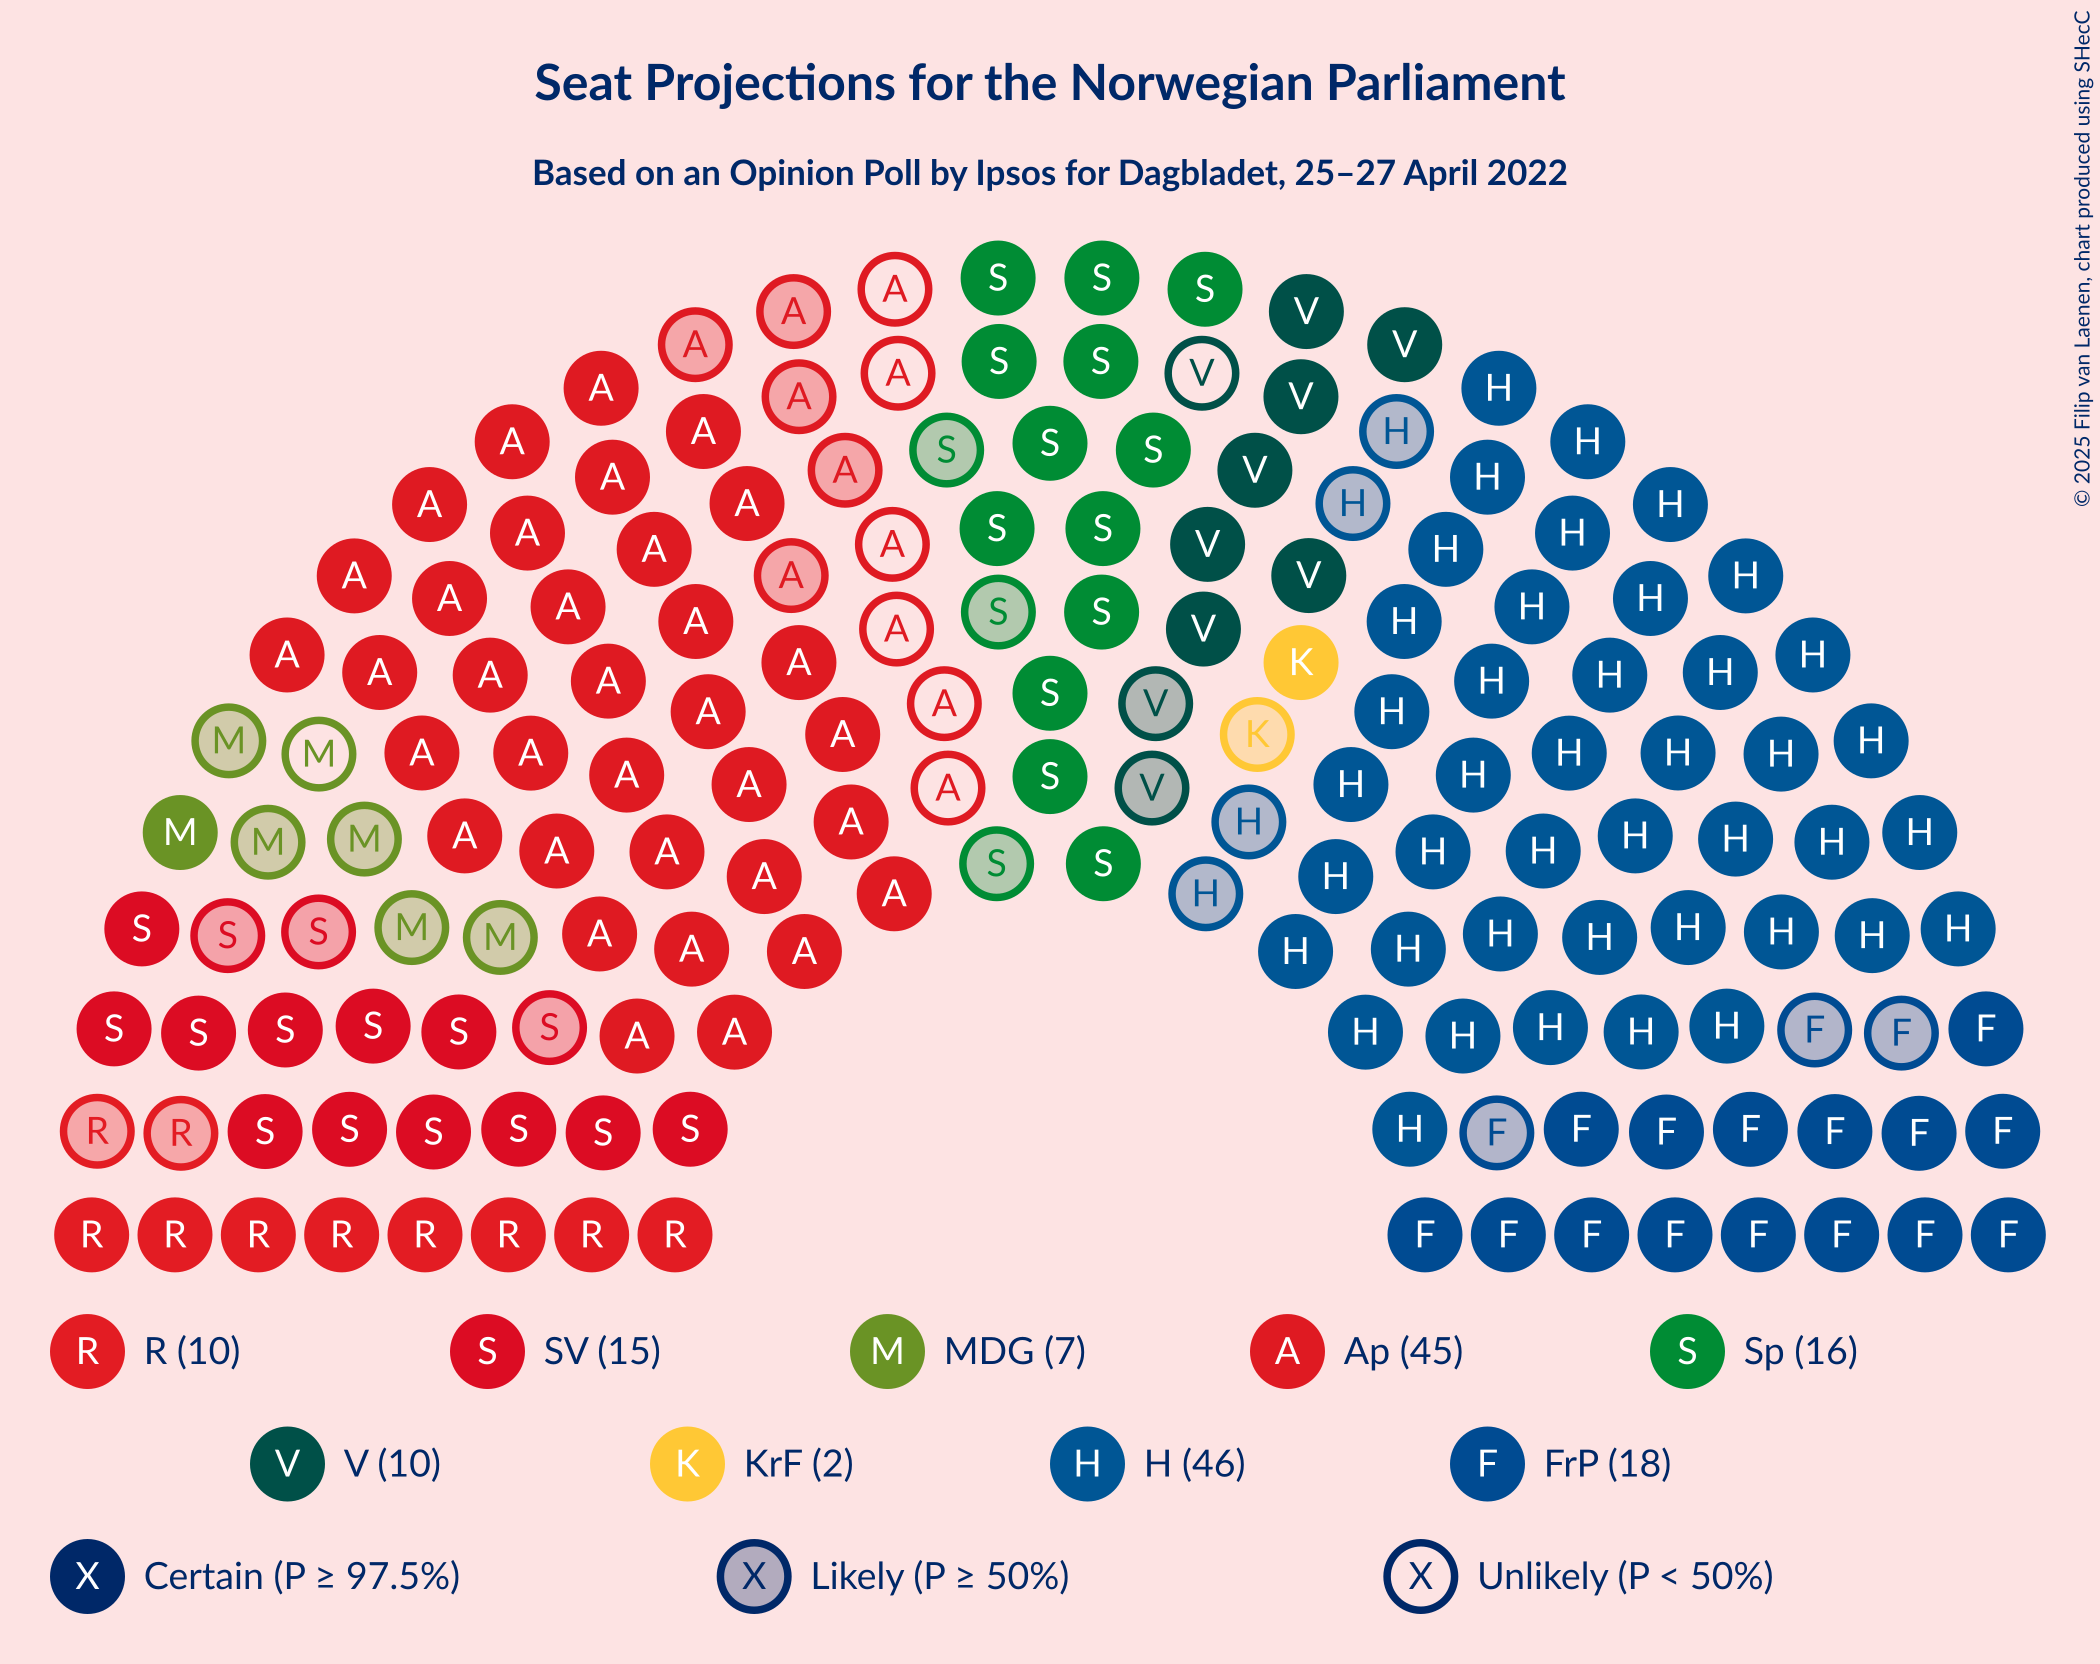 Seat Projections for the Norwegian Parliament
Based on an Opinion Poll by Ipsos for Dagbladet, 25–27 April 2022
© 2025 Filip van Laenen, chart produced using SHecC
A A A S S S V V
A A A A S S V V H H
A A A A S S S V H H H
A A A A A S S V V H H H H
A A A A A A S S V K H H H H H
A A A A A A A S V K H H H H H H
M M A A A A A A S V H H H H H H H
M M M A A A A A S S H H H H H H H H
S S S M M A A A H H H H H H H H
S S S S S S A A H H H H H F F F
R R S S S S S S H F F F F F F F
R R R R R R R R F F F F F F F F
R R (10) S SV (15) M MDG (7) A Ap (45) S Sp (16)
V V (10) K KrF (2) H H (46) F FrP (18)
X Certain (P ≥ 97.5%) X Likely (P ≥ 50%) X Unlikely (P < 50%)